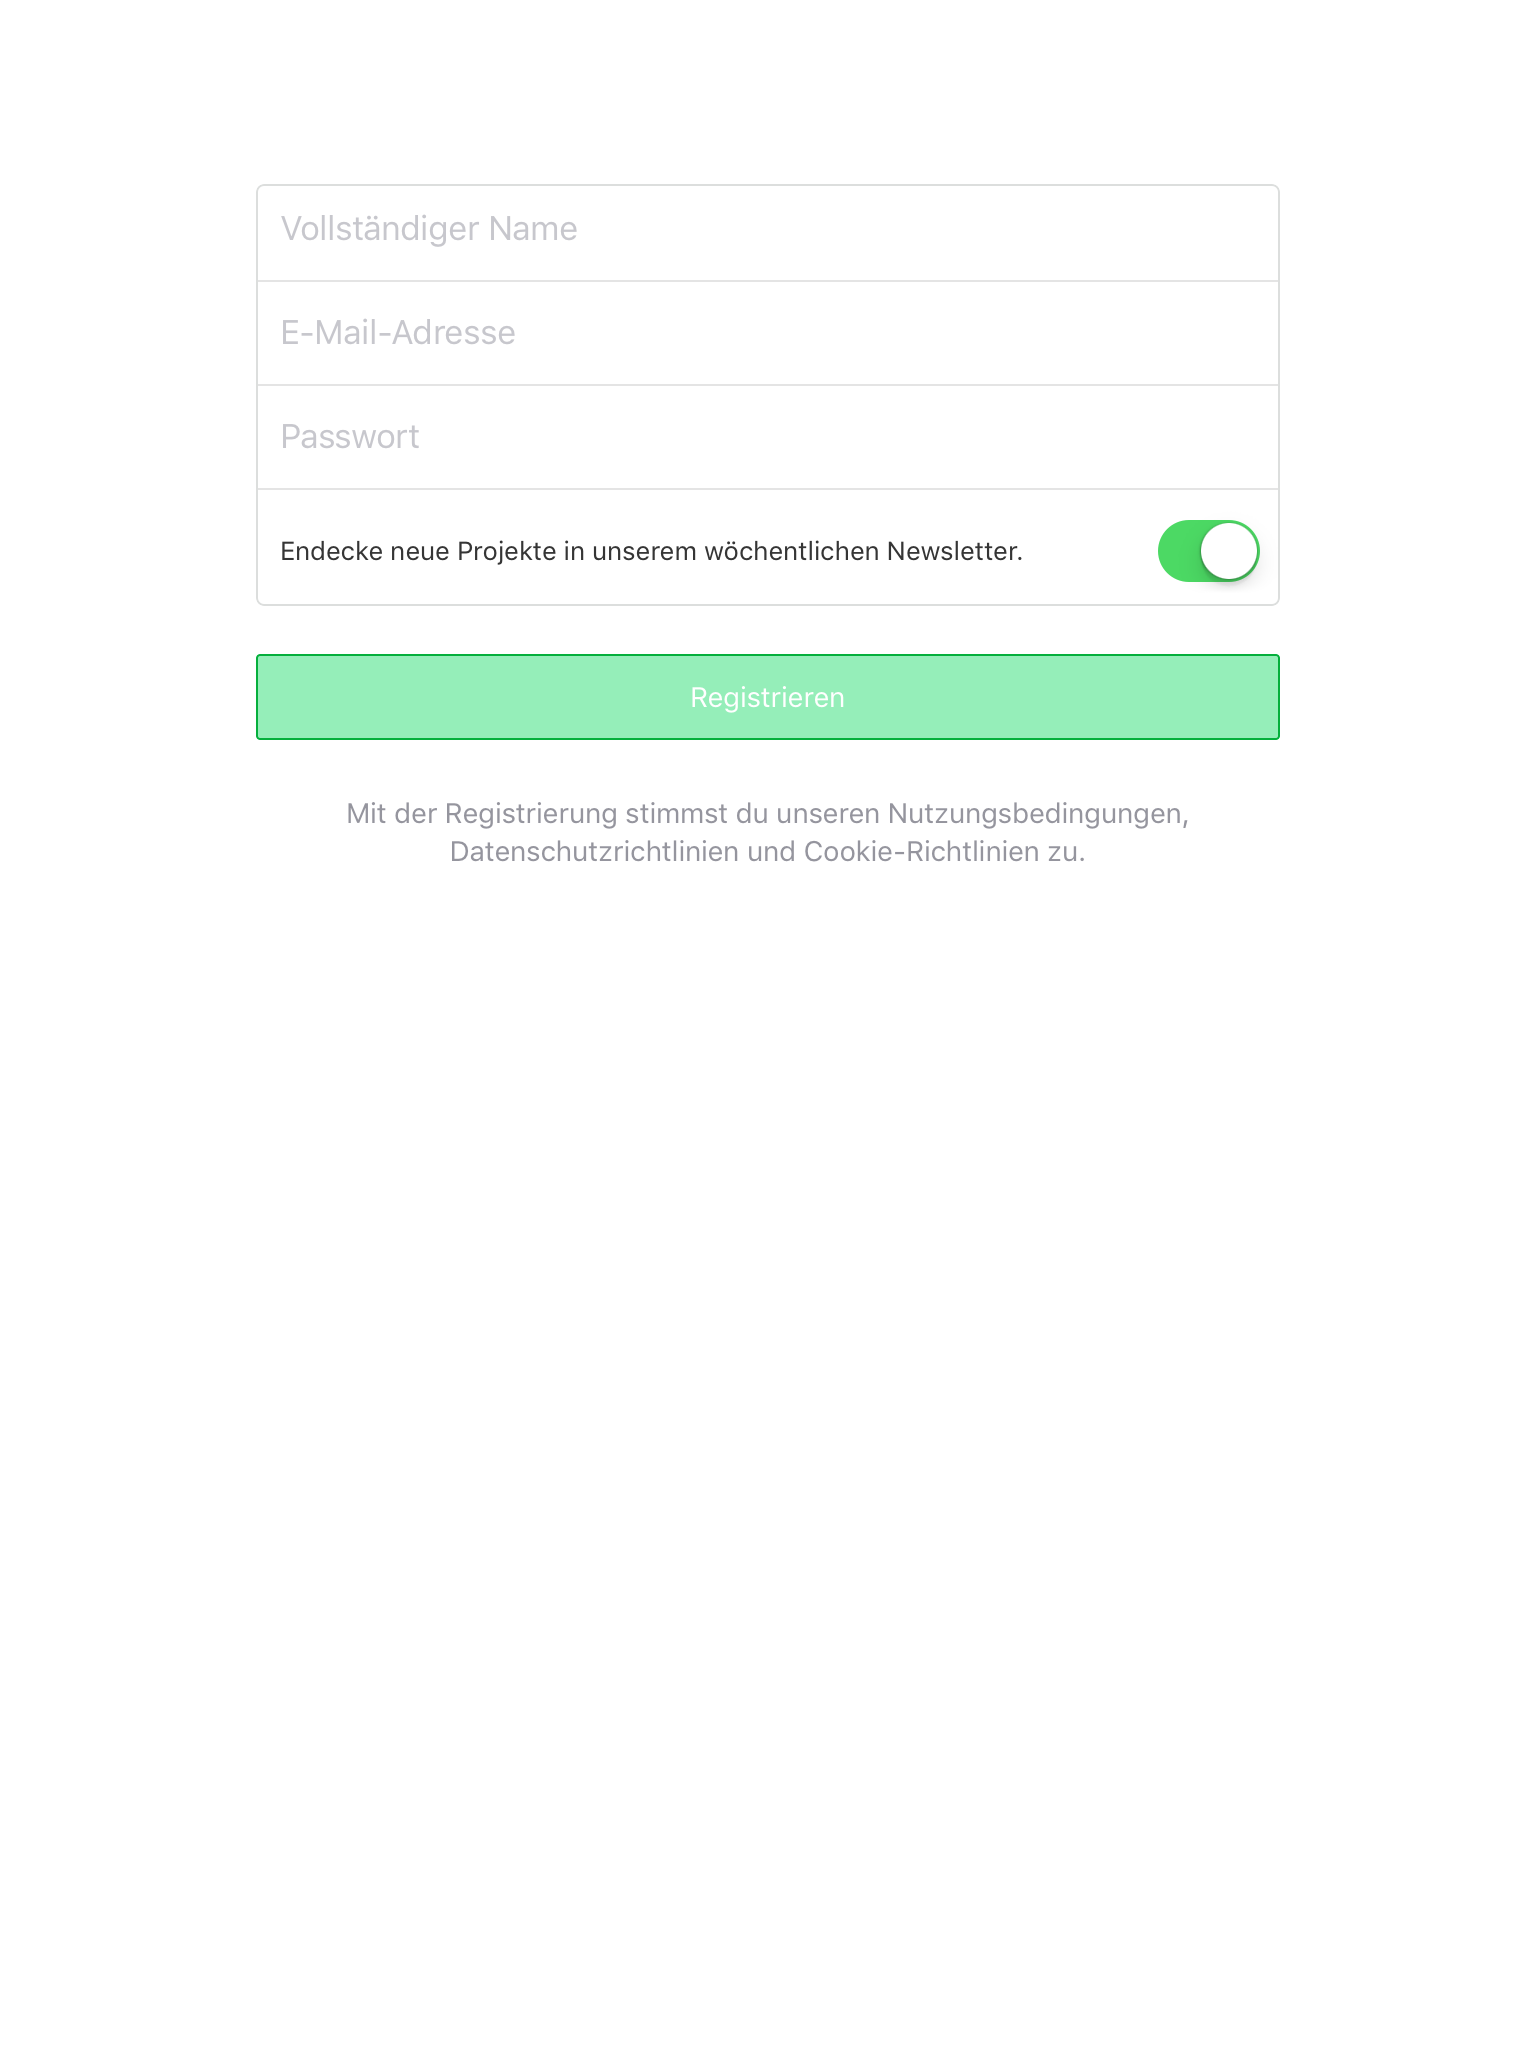 Vollständiger Name
E-Mail-Adresse
Passwort
Endecke neue Projekte in unserem wöchentlichen Newsletter.
Registrieren
Mit der Registrierung stimmst du unseren Nutzungsbedingungen,
Datenschutzrichtlinien und Cookie-Richtlinien zu.